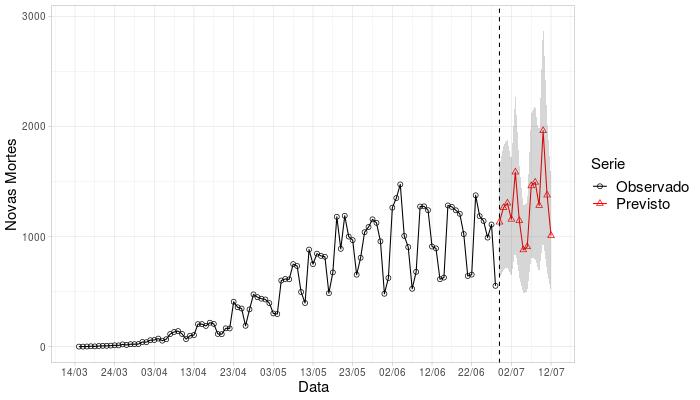 3000
2000
1000
0
Novas Mortes
14/03 24/03 03/04 13/04 23/04 03/05 13/05 23/05 02/06 12/06 22/06 02/07 12/07
Data
Serie
Observado
Previsto